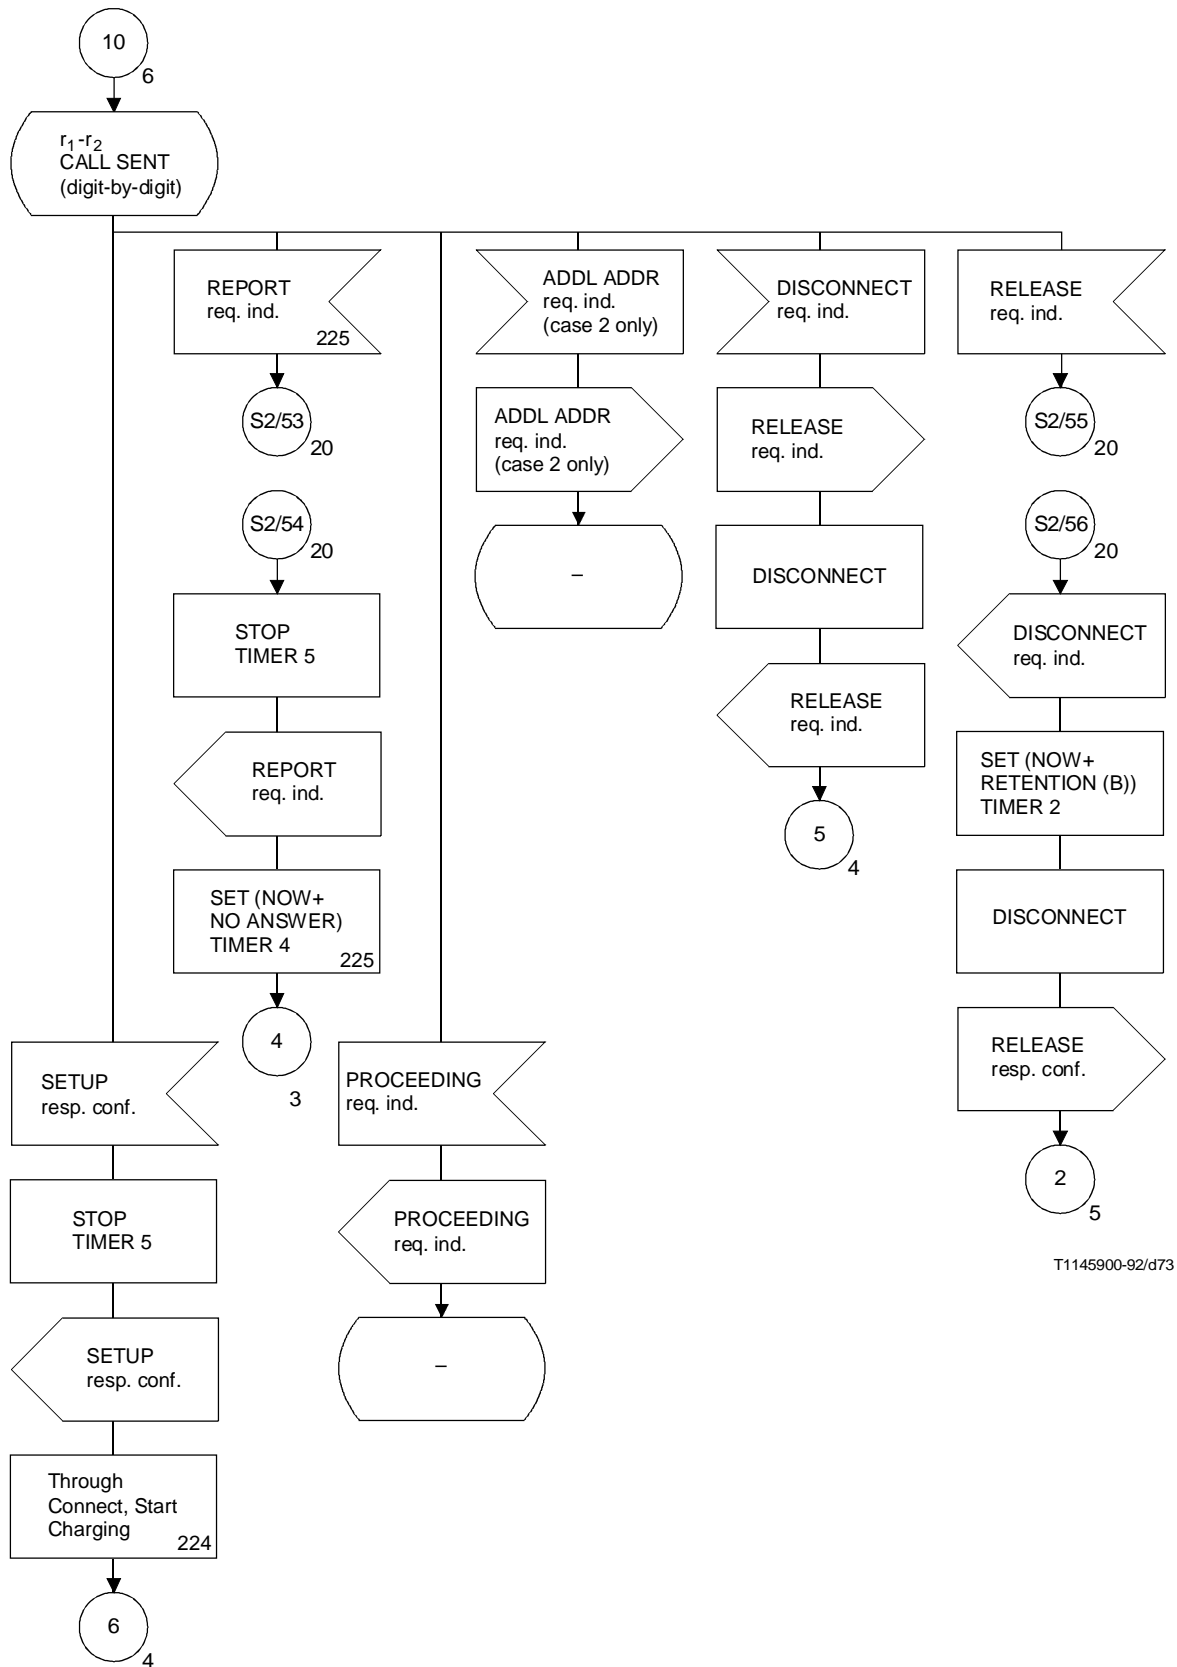 10
6
r1-r2
CALL SENT
(digit-by-digit)
REPORT
req. ind.
225
S2/53
20
S2/54
20
STOP
TIMER 5
REPORT
req. ind.
SET (NOW+
NO ANSWER)
TIMER 4
225
4
3
ADDL ADDR
req. ind.
(case 2 only)
ADDL ADDR
req. ind.
(case 2 only)
–
DISCONNECT
req. ind.
RELEASE
req. ind.
DISCONNECT
RELEASE
req. ind.
5
4
RELEASE
req. ind.
S2/55
20
S2/56
20
DISCONNECT
req. ind.
SET (NOW+
RETENTION (B))
TIMER 2
DISCONNECT
RELEASE
resp. conf.
2
5
SETUP
resp. conf.
STOP
TIMER 5
SETUP
resp. conf.
Through
Connect, Start
Charging
224
6
4
PROCEEDING
req. ind.
PROCEEDING
req. ind.
–
T1145900-92/d73